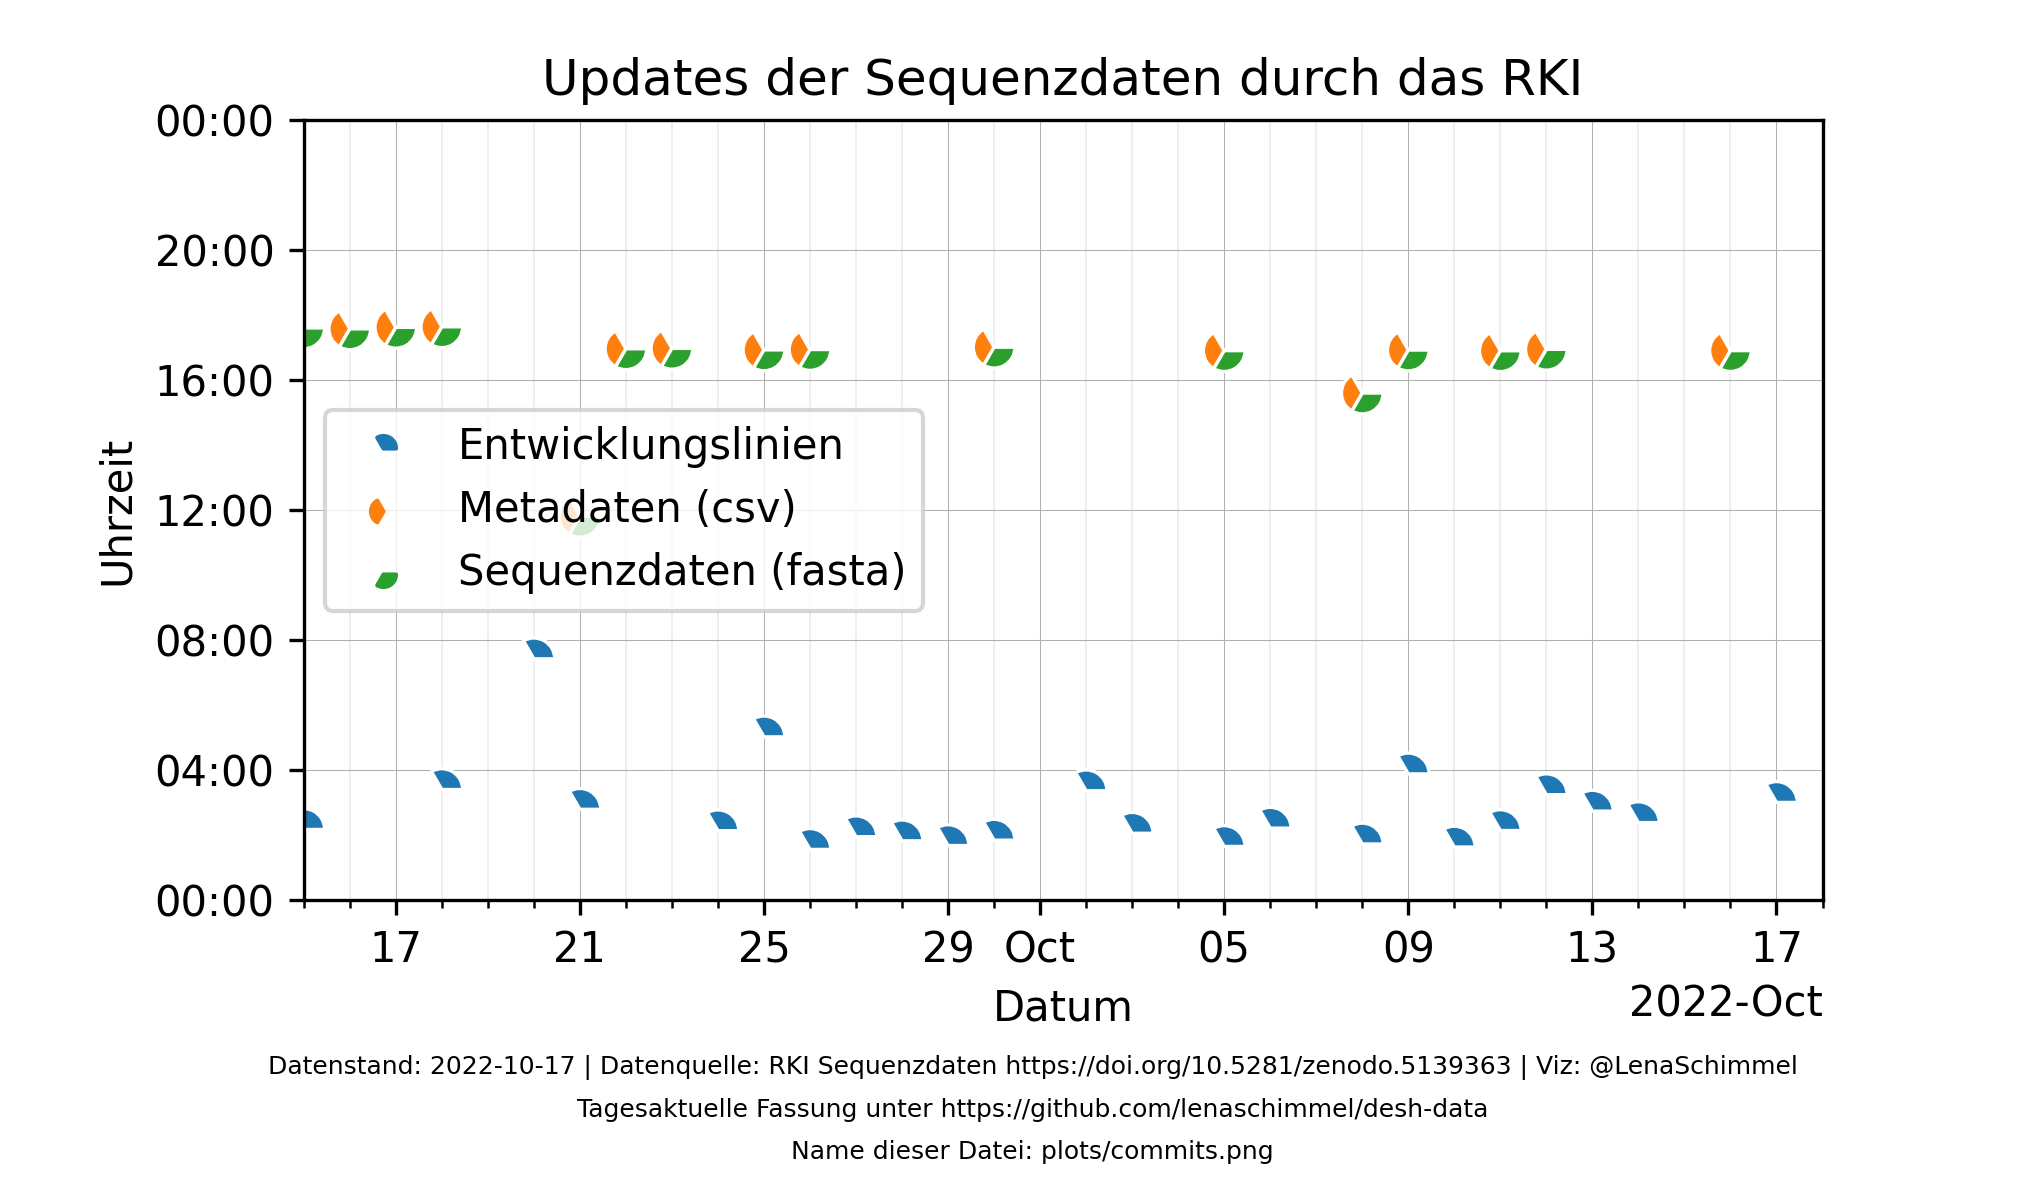 Updates der Sequenzdaten durch das RKI
00:00
20:00
16:00
12:00
08:00
04:00
00:00
Uhrzeit
Entwicklungslinien
Metadaten (csv)
Sequenzdaten (fasta)
17 21 25 29 Oct 05 09 13 17
Datum
2022-Oct
Datenstand: 2022-10-17 | Datenquelle: RKI Sequenzdaten https://doi.org/10.5281/zenodo.5139363 | Viz: @LenaSchimmel
Tagesaktuelle Fassung unter https://github.com/lenaschimmel/desh-data
Name dieser Datei: plots/commits.png